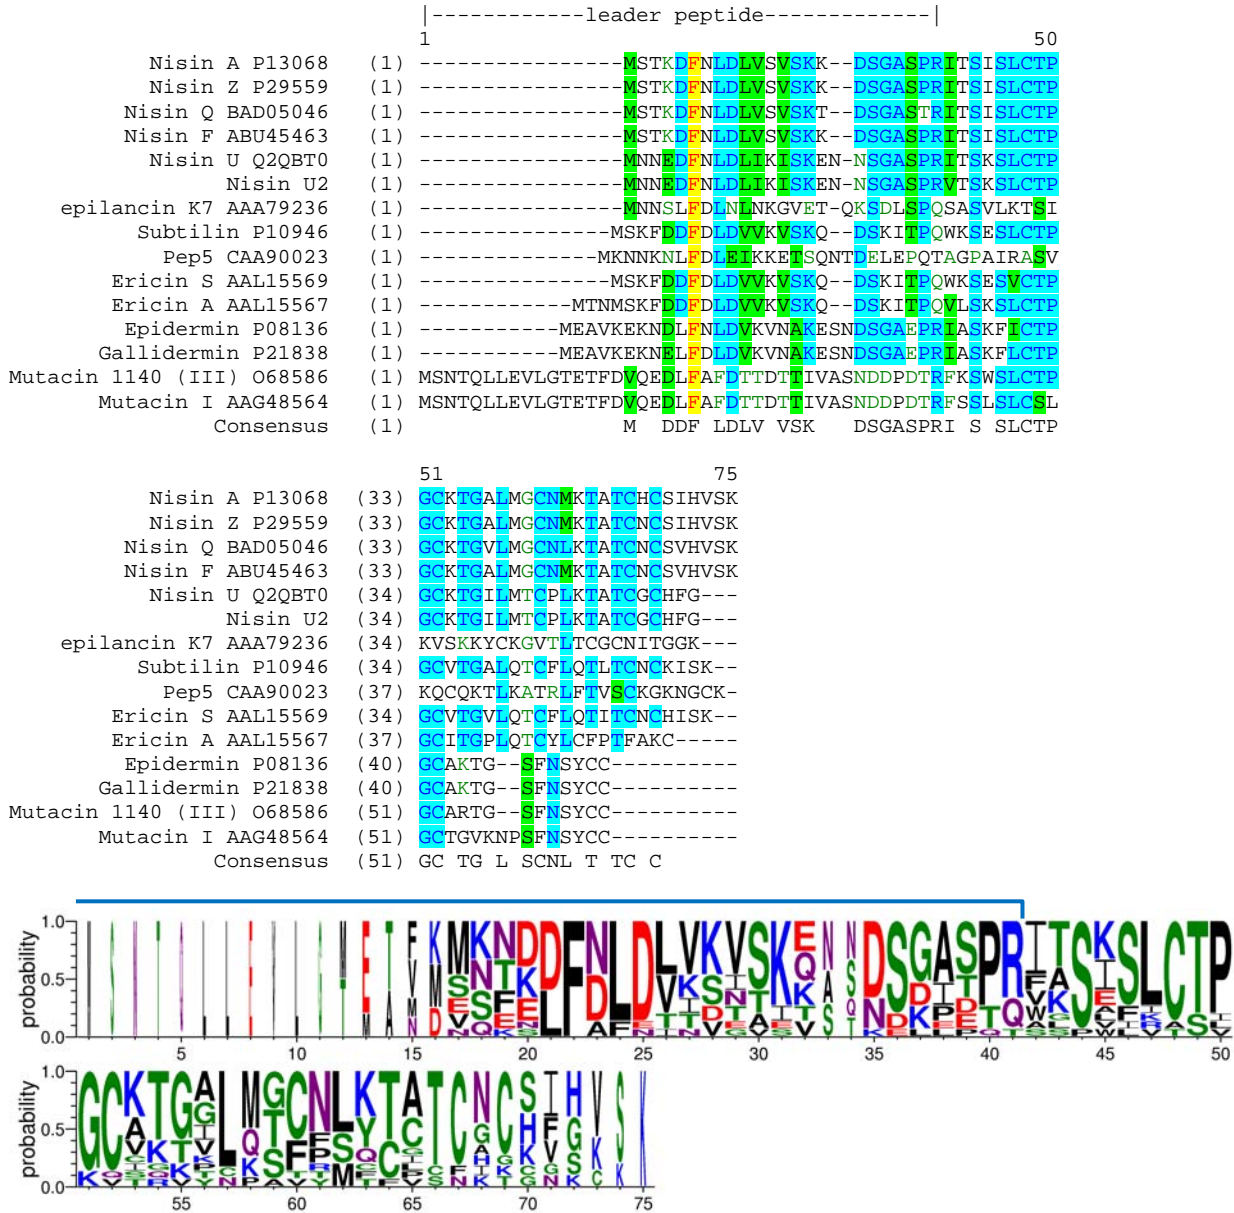 |------------leader peptide-------------|
1 50
Nisin A P13068 (1) ----------------MSTKDFNLDLVSVSKK--DSGASPRITSISLCTP
Nisin Z P29559 (1) ----------------MSTKDFNLDLVSVSKK--DSGASPRITSISLCTP
Nisin Q BAD05046 (1) ----------------MSTKDFNLDLVSVSKT--DSGASTRITSISLCTP
Nisin F ABU45463 (1) ----------------MSTKDFNLDLVSVSKK--DSGASPRITSISLCTP
Nisin U Q2QBT0 (1) ----------------MNNEDFNLDLIKISKEN-NSGASPRITSKSLCTP
Nisin U2 (1) ----------------MNNEDFNLDLIKISKEN-NSGASPRVTSKSLCTP
epilancin K7 AAA79236 (1) ----------------MNNSLFDLNLNKGVET-QKSDLSPQSASVLKTSI
Subtilin P10946 (1) ---------------MSKFDDFDLDVVKVSKQ--DSKITPQWKSESLCTP
Pep5 CAA90023 (1) --------------MKNNKNLFDLEIKKETSQNTDELEPQTAGPAIRASV
Ericin S AAL15569 (1) ---------------MSKFDDFDLDVVKVSKQ--DSKITPQWKSESVCTP
Ericin A AAL15567 (1) ------------MTNMSKFDDFDLDVVKVSKQ--DSKITPQVLSKSLCTP
Epidermin P08136 (1) -----------MEAVKEKNDLFNLDVKVNAKESNDSGAEPRIASKFICTP
Gallidermin P21838 (1) -----------MEAVKEKNELFDLDVKVNAKESNDSGAEPRIASKFLCTP
Mutacin 1140 (III) O68586 (1) MSNTQLLEVLGTETFDVQEDLFAFDTTDTTIVASNDDPDTRFKSWSLCTP
Mutacin I AAG48564 (1) MSNTQLLEVLGTETFDVQEDLFAFDTTDTTIVASNDDPDTRFSSLSLCSL
Consensus (1) M DDF LDLV VSK DSGASPRI S SLCTP
51 75
Nisin A P13068 (33) GCKTGALMGCNMKTATCHCSIHVSK
Nisin Z P29559 (33) GCKTGALMGCNMKTATCNCSIHVSK
Nisin Q BAD05046 (33) GCKTGVLMGCNLKTATCNCSVHVSK
Nisin F ABU45463 (33) GCKTGALMGCNMKTATCNCSVHVSK
Nisin U Q2QBT0 (34) GCKTGILMTCPLKTATCGCHFG---
Nisin U2 (34) GCKTGILMTCPLKTATCGCHFG---
epilancin K7 AAA79236 (34) KVSKKYCKGVTLTCGCNITGGK---
Subtilin P10946 (34) GCVTGALQTCFLQTLTCNCKISK--
Pep5 CAA90023 (37) KQCQKTLKATRLFTVSCKGKNGCK-
Ericin S AAL15569 (34) GCVTGVLQTCFLQTITCNCHISK--
Ericin A AAL15567 (37) GCITGPLQTCYLCFPTFAKC-----
Epidermin P08136 (40) GCAKTG--SFNSYCC----------
Gallidermin P21838 (40) GCAKTG--SFNSYCC----------
Mutacin 1140 (III) O68586 (51) GCARTG--SFNSYCC----------
Mutacin I AAG48564 (51) GCTGVKNPSFNSYCC----------
Consensus (51) GC TG L SCNL T TC C
probability
1.0
0.5
0.0
5 10 15 20 25 30 35 40 45 50
probability
1.0
0.5
0.0
55 60 65 70 75